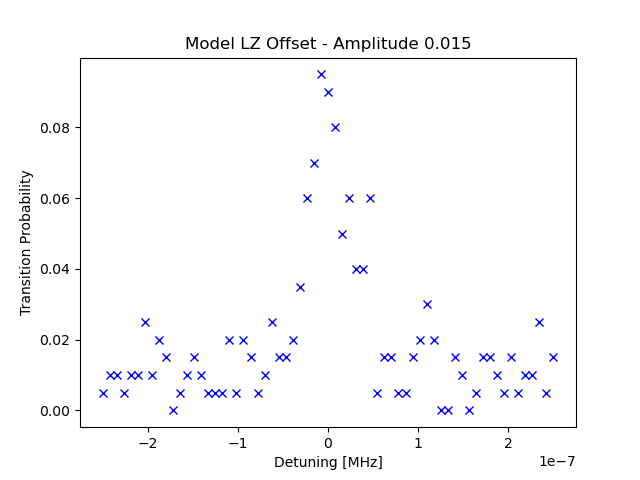 Model LZ Offset - Amplitude 0.015
Transition Probability
0.08
0.06
0.04
0.02
0.00
−2
−1
0
1
2
Detuning [MHz]
1e−7